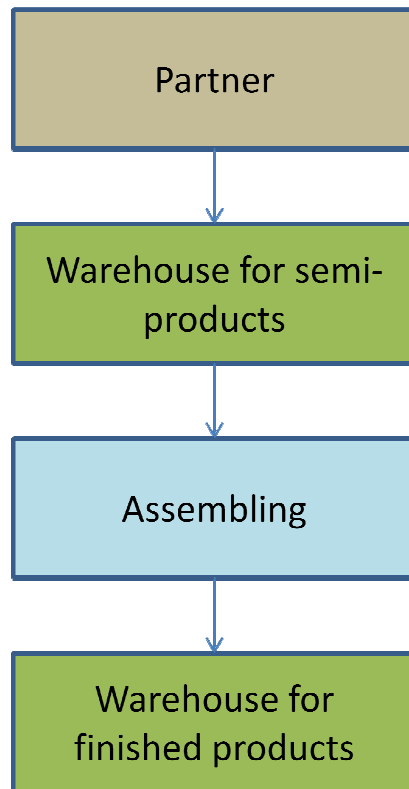 Partner
Warehouse for semi-
products
Assembling
Warehouse for
finished products